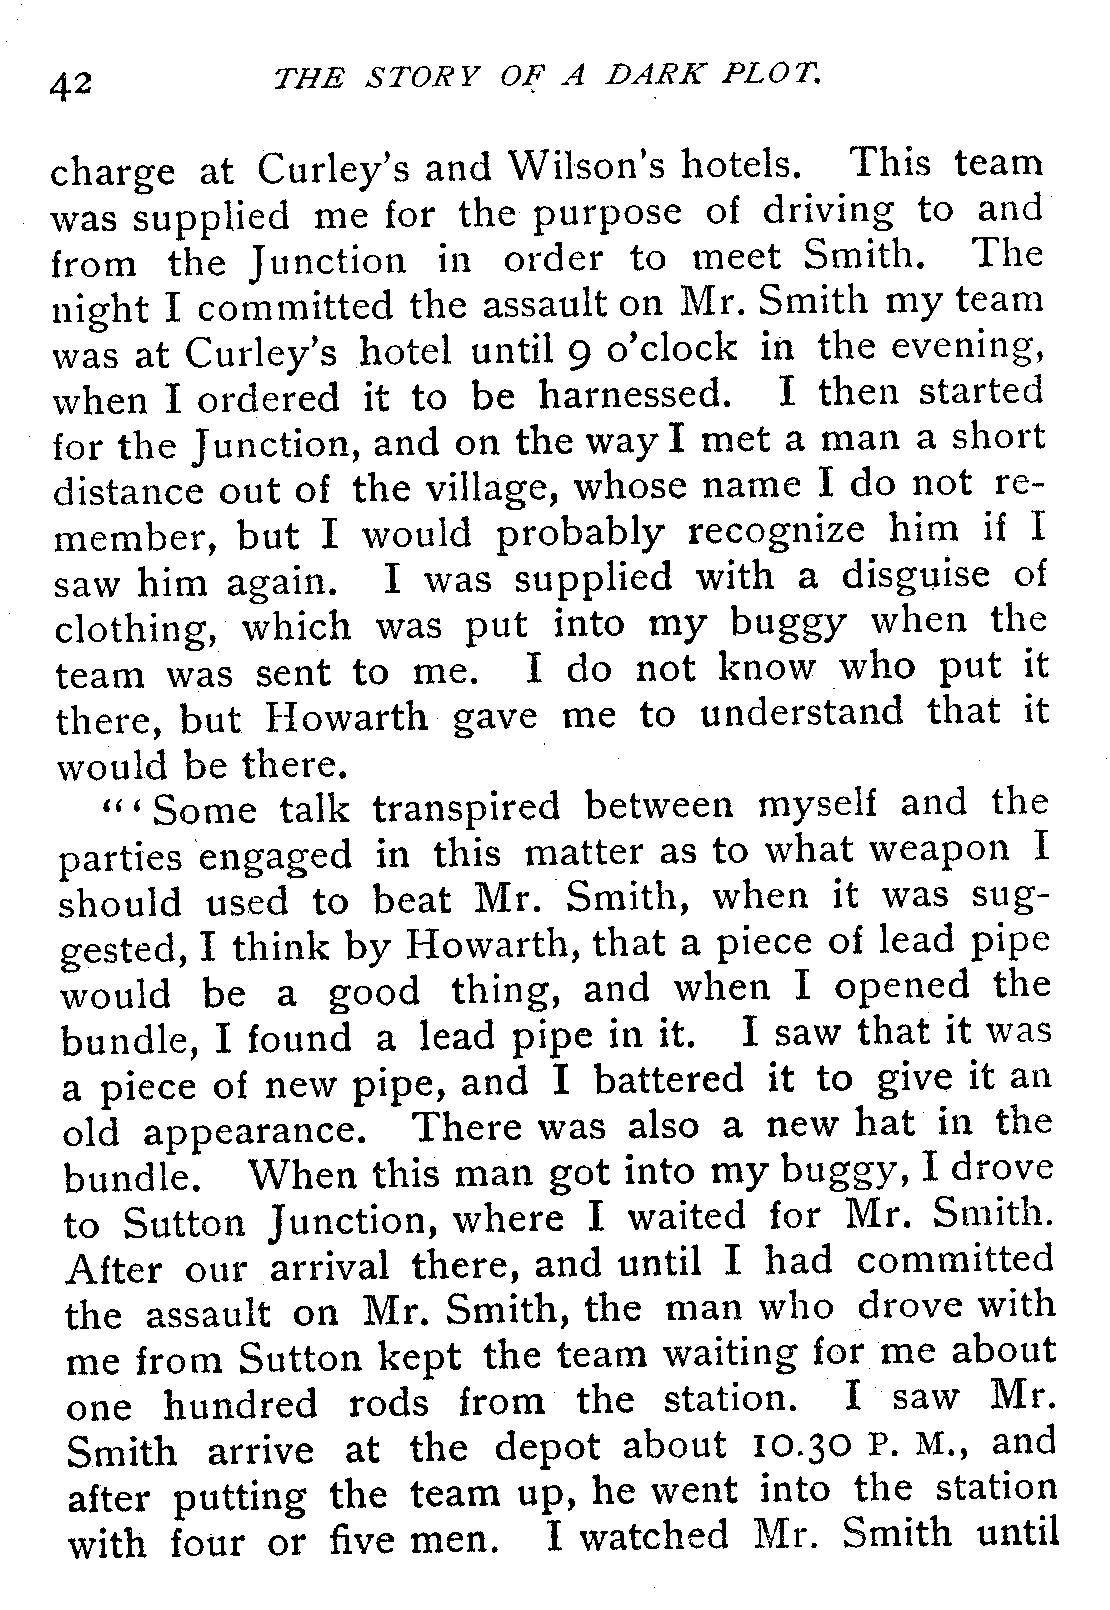 42 THE STORY OF A DARK PLOT.
charge at Curley's and Wilson's hotels. This team
was supplied me for the purpose of driving to and
from the Junction in order to meet Smith. The
night I committed the assault on Mr. Smith my team
was at Curley's hotel until 9 o'clock in the evening,
when I ordered it to be harnessed. I then started
for the Junction, and on the way I met a man a short
distance out of the village, whose name I do not re-
member, but I would probably recognize him if I
saw him again. I was supplied with a disguise of
clothing, which was put into my buggy when the
team was sent to me. I do not know who put it
there, but Howarth gave me to understand that it
would be there.
"'Some talk transpired between myself and the
parties engaged in this matter as to what weapon I
should used to beat Mr. Smith, when it was sug-
gested, I think by Howarth, that a piece of lead pipe
would be a good thing, and when I opened the
bundle, I found a lead pipe in it. I saw that it was
a piece of new pipe, and I battered it to give it an
old appearance. There was also a new hat in the
bundle. When this man got into my buggy, I drove
to Sutton Junction, where I waited for Mr. Smith.
After our arrival there, and until I had committed
the assault on Mr. Smith, the man who drove with
me from Sutton kept the team waiting for me about
one hundred rods from the station. I saw Mr.
Smith arrive at the depot about 10.30 P. M., and
after putting the team up, he went into the station
with four or five men. I watched Mr. Smith until